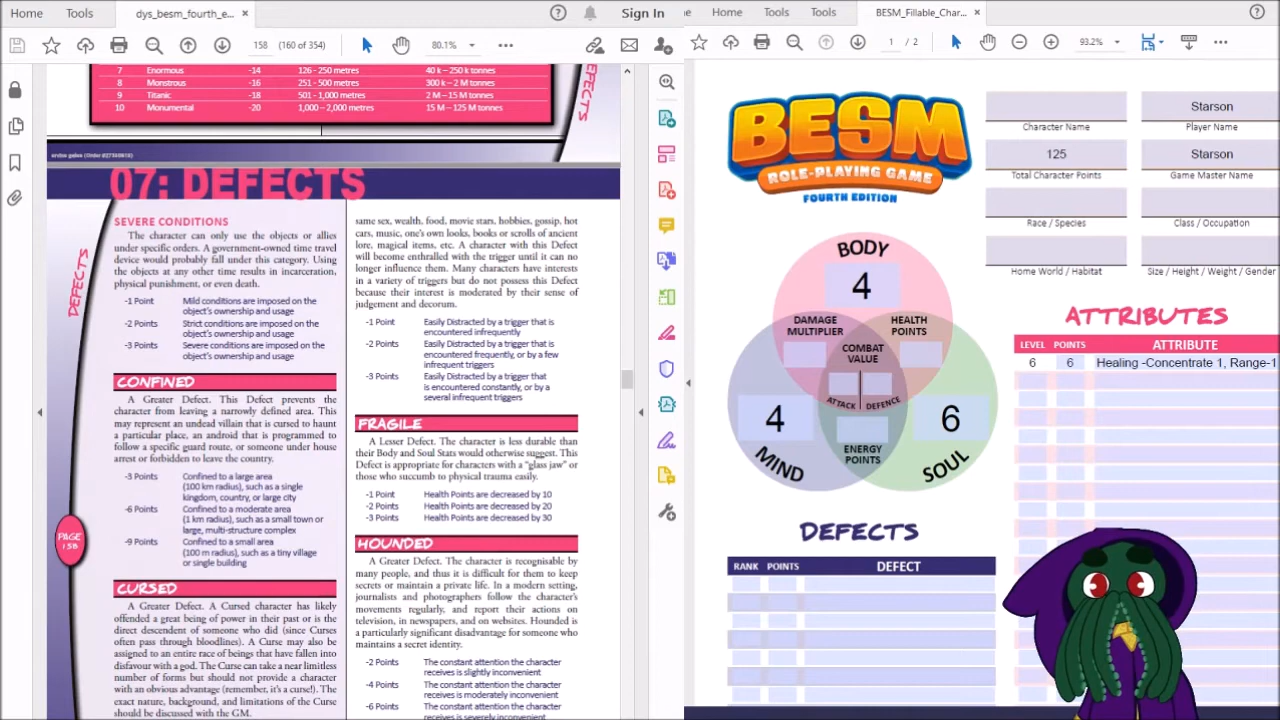 Home
Tools
dys_besm_fourth_e...
×
Sign In
158
(160 of 354)
80.1%
7 Enormous -14 126 - 250 metres 40 k – 250 k tonnes
8 Monstrous -16 251 - 500 metres 300 k – 2 M tonnes
9 Titanic -18 501 - 1,000 metres 2 M – 15 M tonnes
10 Monumental -20 1,000 – 2,000 metres 15 M – 125 M tonnes
07: DEFECTS
DEFECTS
PAGE
158
SEVERE CONDITIONS
The character can only use the objects or allies
under specific orders. A government-owned time travel
device would probably fall under this category. Using
the objects at any other time results in incarceration,
physical punishment, or even death.
-1 Point Mild conditions are imposed on the
object's ownership and usage
-2 Points Strict conditions are imposed on the
object's ownership and usage
-3 Points Severe conditions are imposed on the
object's ownership and usage
CONFINED
A Greater Defect. This Defect prevents the
character from leaving a narrowly defined area. This
may represent an undead villain that is cursed to haunt
a particular place, an android that is programmed to
follow a specific guard route, or someone under house
arrest or forbidden to leave the country.
-3 Points Confined to a large area
(100 km radius), such as a single
kingdom, country, or large city
-6 Points Confined to a moderate area
(1 km radius), such as a small town or
large, multi-structure complex
-9 Points Confined to a small area
(100 m radius), such as a tiny village
or single building
CURSED
A Greater Defect. A Cursed character has likely
offended a great being of power in their past or is the
direct descendent of someone who did (since Curses
often pass through bloodlines). A Curse may also be
assigned to an entire race of beings that have fallen into
disfavour with a god. The Curse can take a near limitless
number of forms but should not provide a character
with an obvious advantage (remember, it's a curse!). The
exact nature, background, and limitations of the Curse
should be discussed with the GM.
same sex, wealth, food, movie stars, hobbies, gossip, hot
cars, music, one's own looks, books or scrolls of ancient
lore, magical items, etc. A character with this Defect
will become enthralled with the trigger until it can no
longer influence them. Many characters have interests
in a variety of triggers but do not possess this Defect
because their interest is moderated by their sense of
judgement and decorum.
-1 Point Easily Distracted by a trigger that is
encountered infrequently
-2 Points Easily Distracted by a trigger that is
encountered frequently, or by a few
infrequent triggers
-3 Points Easily Distracted by a trigger that
is encountered constantly, or by a
several infrequent triggers
FRAGILE
A Lesser Defect. The character is less durable than
their Body and Soul Stats would otherwise suggest. This
Defect is appropriate for characters with a "glass jaw" or
those who succumb to physical trauma easily.
-1 Point Health Points are decreased by 10
-2 Points Health Points are decreased by 20
-3 Points Health Points are decreased by 30
HOUNDED
A Greater Defect. The character is recognisable by
many people, and thus it is difficult for them to keep
secrets or maintain a private life. In a modern setting,
journalists and photographers follow the character's
movements regularly, and report their actions on
television, in newspapers, and on websites. Hounded is
a particularly significant disadvantage for someone who
maintains a secret identity.
-2 Points The constant attention the character
receives is slightly inconvenient
-4 Points The constant attention the character
receives is moderately inconvenient
-6 Points The constant attention the character
receives is severely inconvenient
Home
Tools
Tools
BESM_Fillable_Char...
×
1 / 2
93.2%
BESM
ROLE-PLAYING GAME
FOURTH EDITION
Starson
Character Name Player Name
125 Starson
Total Character Points Game Master Name
Race / Species Class / Occupation
Home World / Habitat Size / Height / Weight / Gender
BODY
4
DAMAGE
MULTIPLIER
HEALTH
POINTS
COMBAT
VALUE
ATTACK DEFENCE
4
6
ENERGY
POINTS
MIND
SOUL
ATTRIBUTES
LEVEL POINTS ATTRIBUTE
6 6 Healing -Compirate 1, Range-1
DEFECTS
RANK POINTS DEFECT